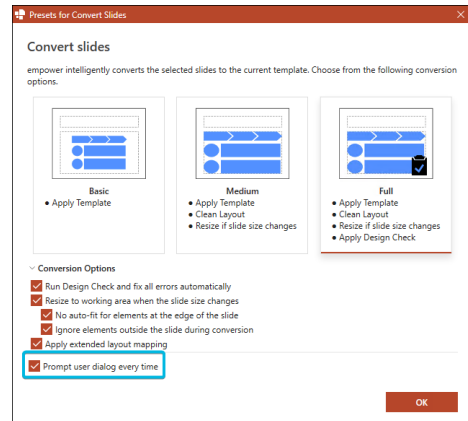 Presets for Convert Slides
Convert slides
empower intelligently converts the selected slides to the current template. Choose from the following conversion
options.
Basic
• Apply Template
Medium
• Apply Template
• Clean Layout
• Resize if slide size changes
Full
• Apply Template
• Clean Layout
• Resize if slide size changes
• Apply Design Check
Conversion Options
Run Design Check and fix all errors automatically
Resize to working area when the slide size changes
No auto-fit for elements at the edge of the slide
Ignore elements outside the slide during conversion
Apply extended layout mapping
Prompt user dialog every time
OK